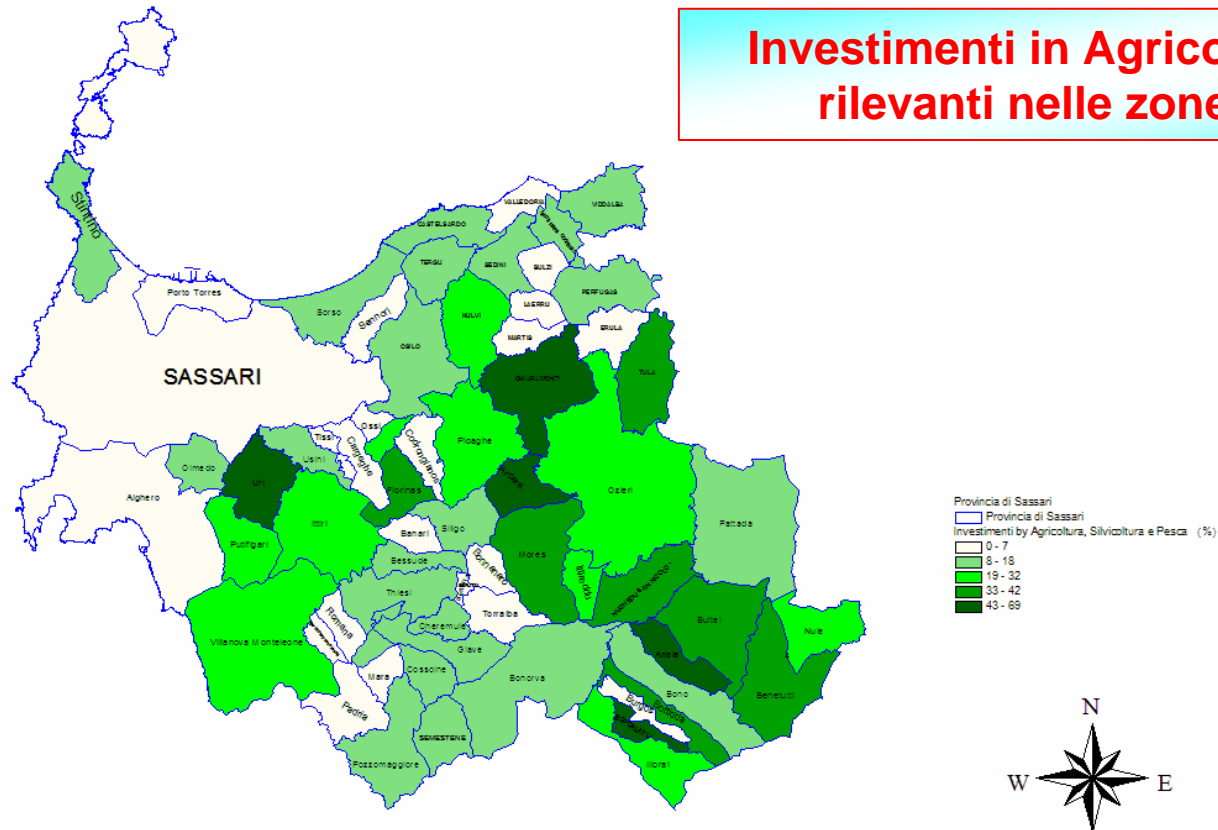 Investimenti in Agrico
rilevanti nelle zone
Stintino
VALLEDORIA
VIDDALBA
CASTELSARDO
TERGU
SEDINI
BULZI
PERFUGAS
Porto Torres
Sorso
Sennori
NULVI
LAERRU
ERULA
MARTIS
OSILO
TULA
SASSARI
CHIARAMONTI
Ossi
Tissi
Cargeghe
Codrongianos
Ploaghe
Usini
Olmedo
Uri
Florinas
Ardara
Ozieri
Alghero
Ittiri
Pattada
Putifigari
Banari
Siligo
Mores
Bonnanaro
Bessude
Ittireddu
Thiesi
Torralba
Romana
Cheremule
Bultei
Nule
Villanova Monteleone
Giave
Anela
Mara
Cossoine
Bonorva
Bono
Benetutti
Burgos
Bottidda
Padria
SEMESTENE
Pozzomaggiore
Illorai
Provincia di Sassari
Provincia di Sassari
Investimenti by Agricoltura, Silvicoltura e Pesca (%)
0 - 7
8 - 18
19 - 32
33 - 42
43 - 69
N
W
E